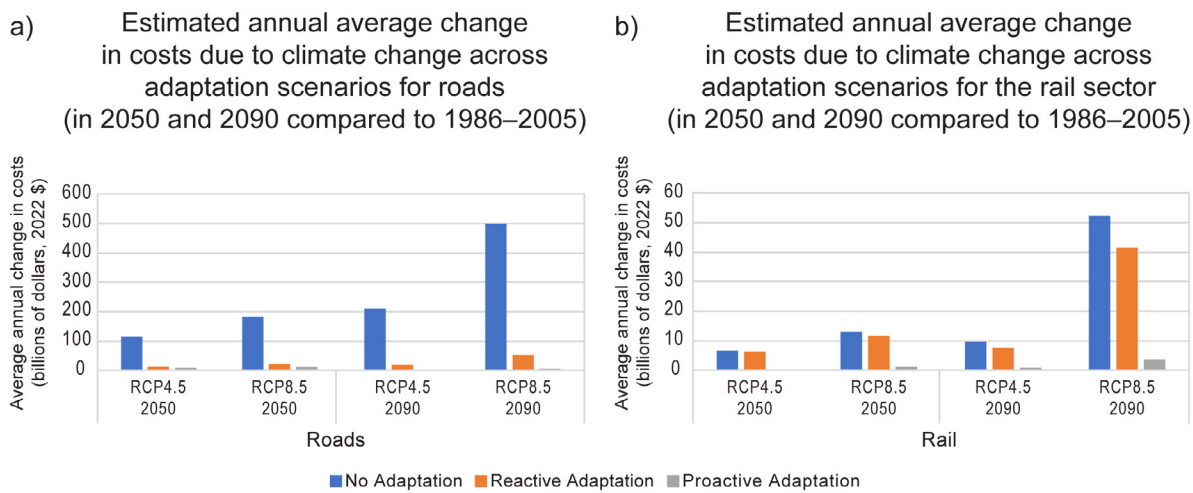 a) Estimated annual average change
in costs due to climate change across
adaptation scenarios for roads
(in 2050 and 2090 compared to 1986–2005)
Average annual change in costs
(billions of dollars, 2022 $)
600
500
400
300
200
100
0
RCP4.5 RCP8.5 RCP4.5 RCP8.5
2050 2050 2090 2090
Roads
b) Estimated annual average change
in costs due to climate change across
adaptation scenarios for the rail sector
(in 2050 and 2090 compared to 1986–2005)
Average annual change in costs
(billions of dollars, 2022 $)
60
50
40
30
20
10
0
RCP4.5 RCP8.5 RCP4.5 RCP8.5
2050 2050 2090 2090
Rail
No Adaptation Reactive Adaptation Proactive Adaptation